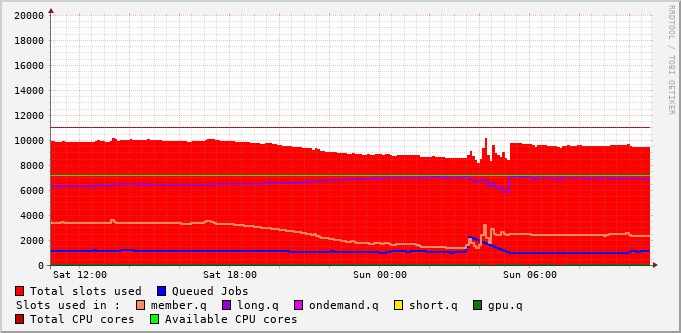 20000
18000
16000
14000
12000
10000
8000
6000
4000
2000
0
Sat 12:00 Sat 18:00 Sun 00:00 Sun 06:00
RRDTOOL / TOBI OETIKER
Total slots used Queued Jobs
Slots used in : member.q long.q ondemand.q short.q gpu.q
Total CPU cores Available CPU cores